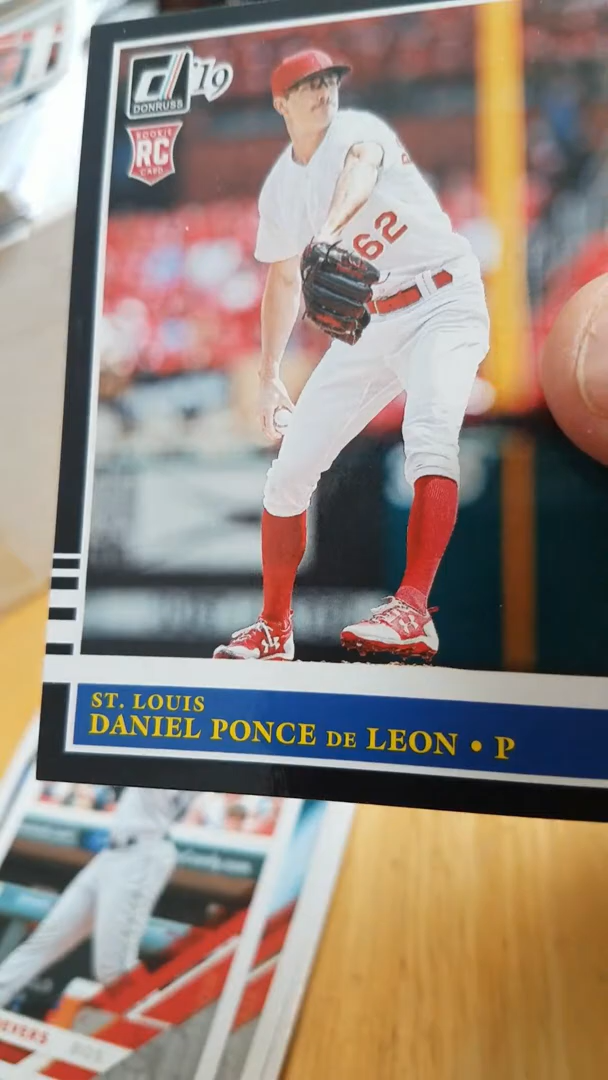 d '19
DONRUSS
ROOKIE
RC
CARD
62
ST. LOUIS
DANIEL PONCE DE LEON • P